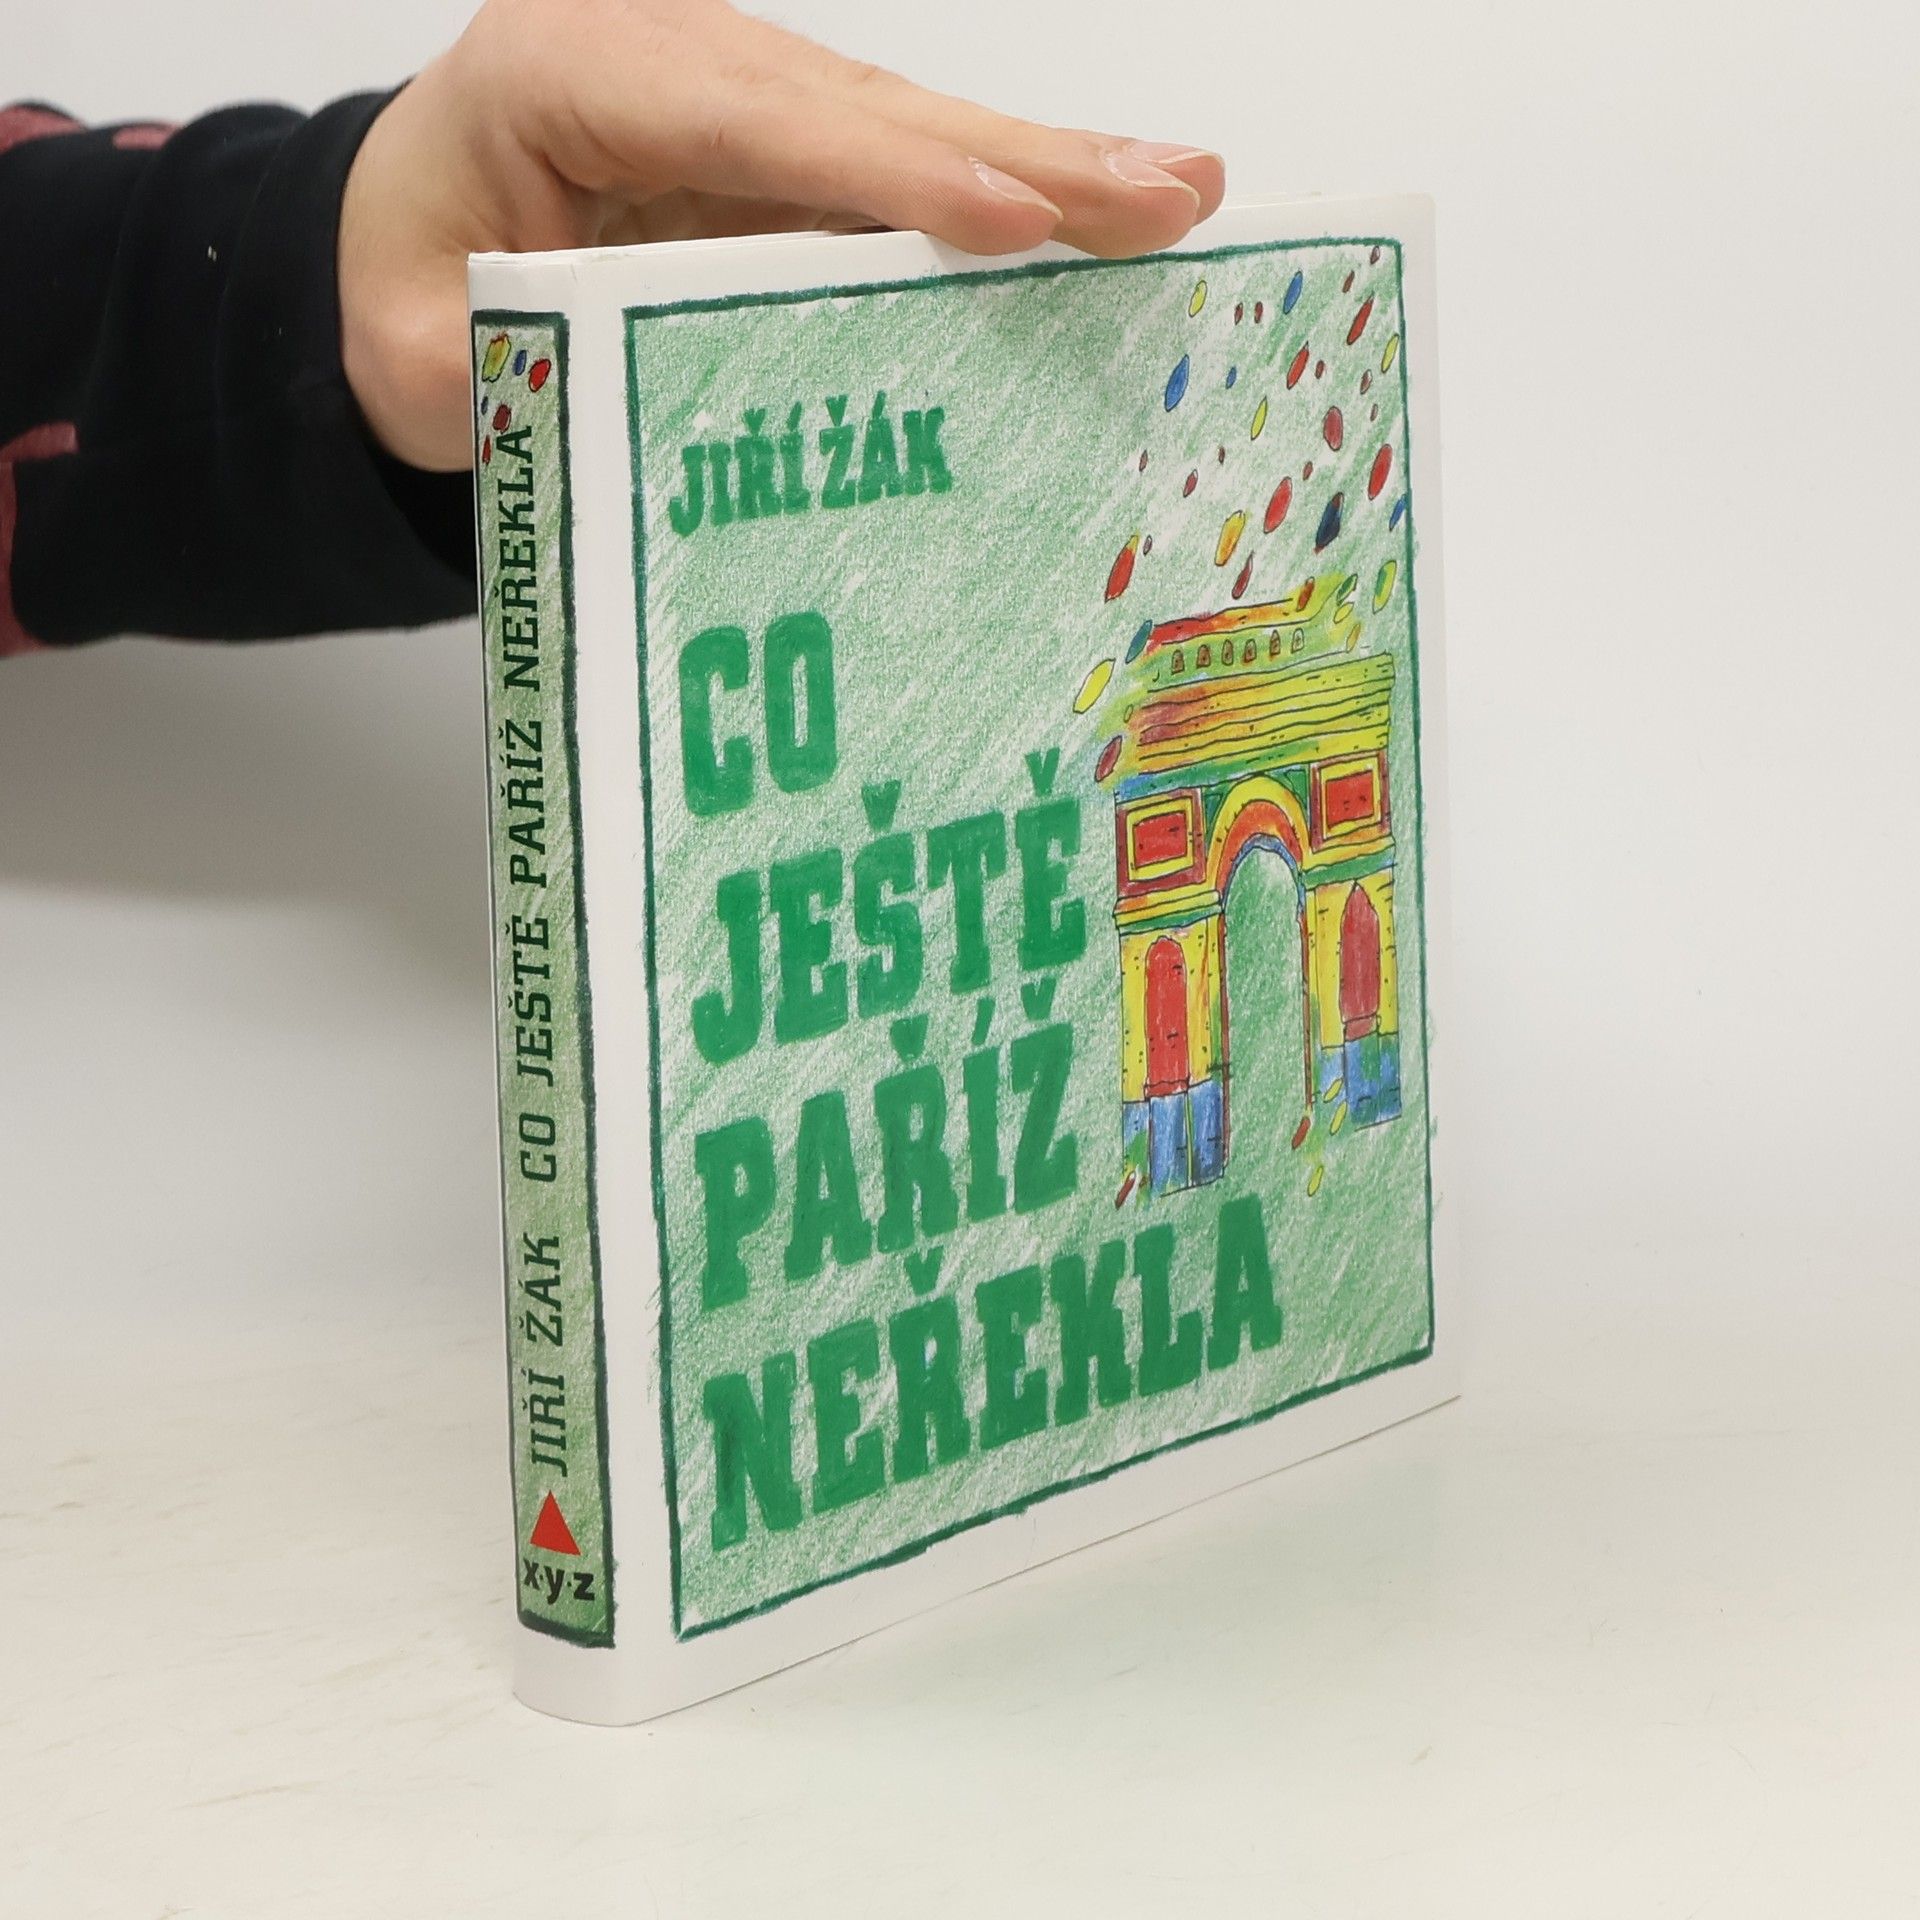 JIŘÍ ŽÁK CO JEŠTĚ PAŘÍŽ NEŘEKLA
x·y·z
JIŘÍ ŽÁK
CO
JEŠTĚ
PAŘÍŽ
NEŘEKLA